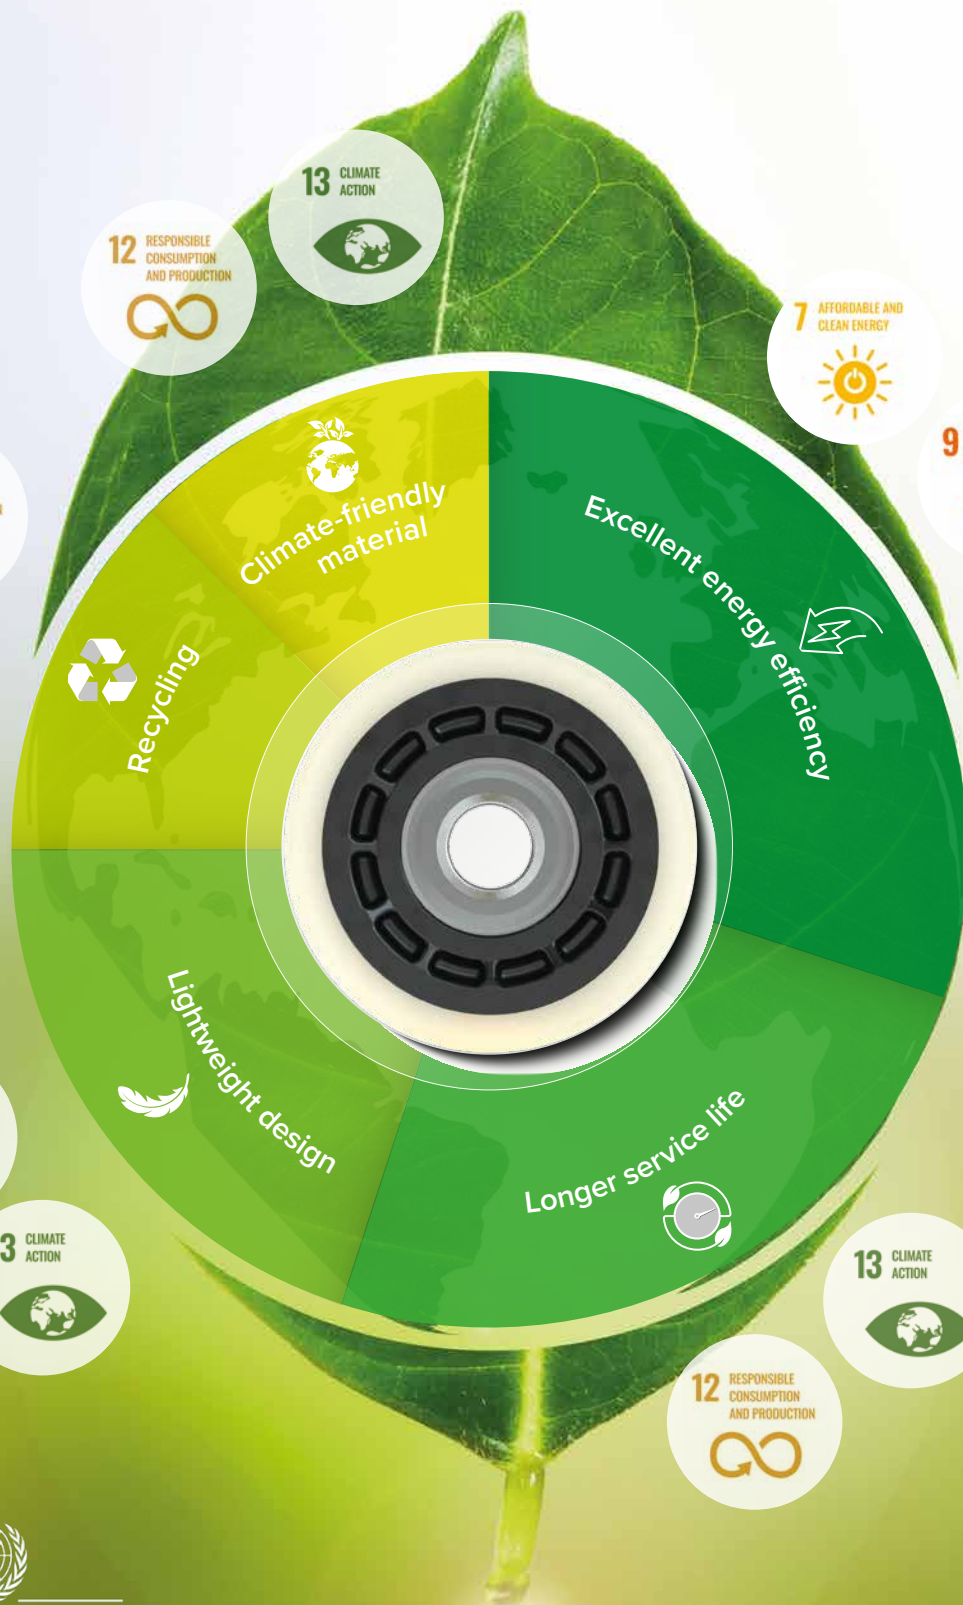 13 CLIMATE
ACTION
12 RESPONSIBLE
CONSUMPTION
AND PRODUCTION
7 AFFORDABLE AND
CLEAN ENERGY
9
Climate-friendly
material
Excellent energy efficiency
Recycling
Lightweight design
Longer service life
3 CLIMATE
ACTION
13 CLIMATE
ACTION
12 RESPONSIBLE
CONSUMPTION
AND PRODUCTION